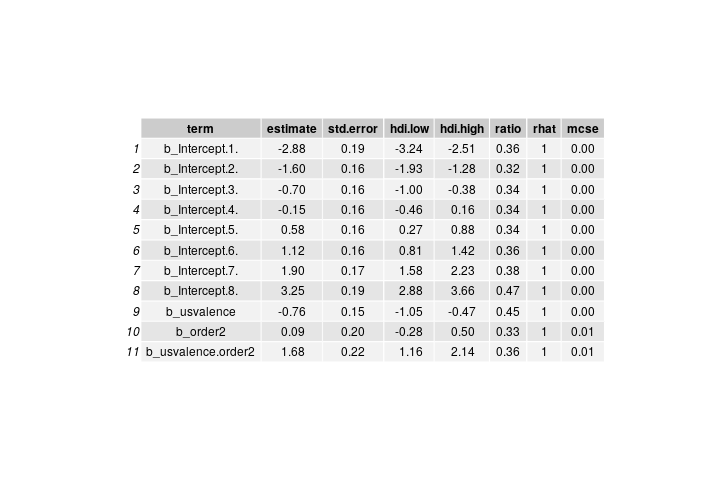 term estimate std.error hdi.low hdi.high ratio rhat mcse
1 b_Intercept.1. -2.88 0.19 -3.24 -2.51 0.36 1 0.00
2 b_Intercept.2. -1.60 0.16 -1.93 -1.28 0.32 1 0.00
3 b_Intercept.3. -0.70 0.16 -1.00 -0.38 0.34 1 0.00
4 b_Intercept.4. -0.15 0.16 -0.46 0.16 0.34 1 0.00
5 b_Intercept.5. 0.58 0.16 0.27 0.88 0.34 1 0.00
6 b_Intercept.6. 1.12 0.16 0.81 1.42 0.36 1 0.00
7 b_Intercept.7. 1.90 0.17 1.58 2.23 0.38 1 0.00
8 b_Intercept.8. 3.25 0.19 2.88 3.66 0.47 1 0.00
9 b_usvalence -0.76 0.15 -1.05 -0.47 0.45 1 0.00
10 b_order2 0.09 0.20 -0.28 0.50 0.33 1 0.01
11 b_usvalence.order2 1.68 0.22 1.16 2.14 0.36 1 0.01